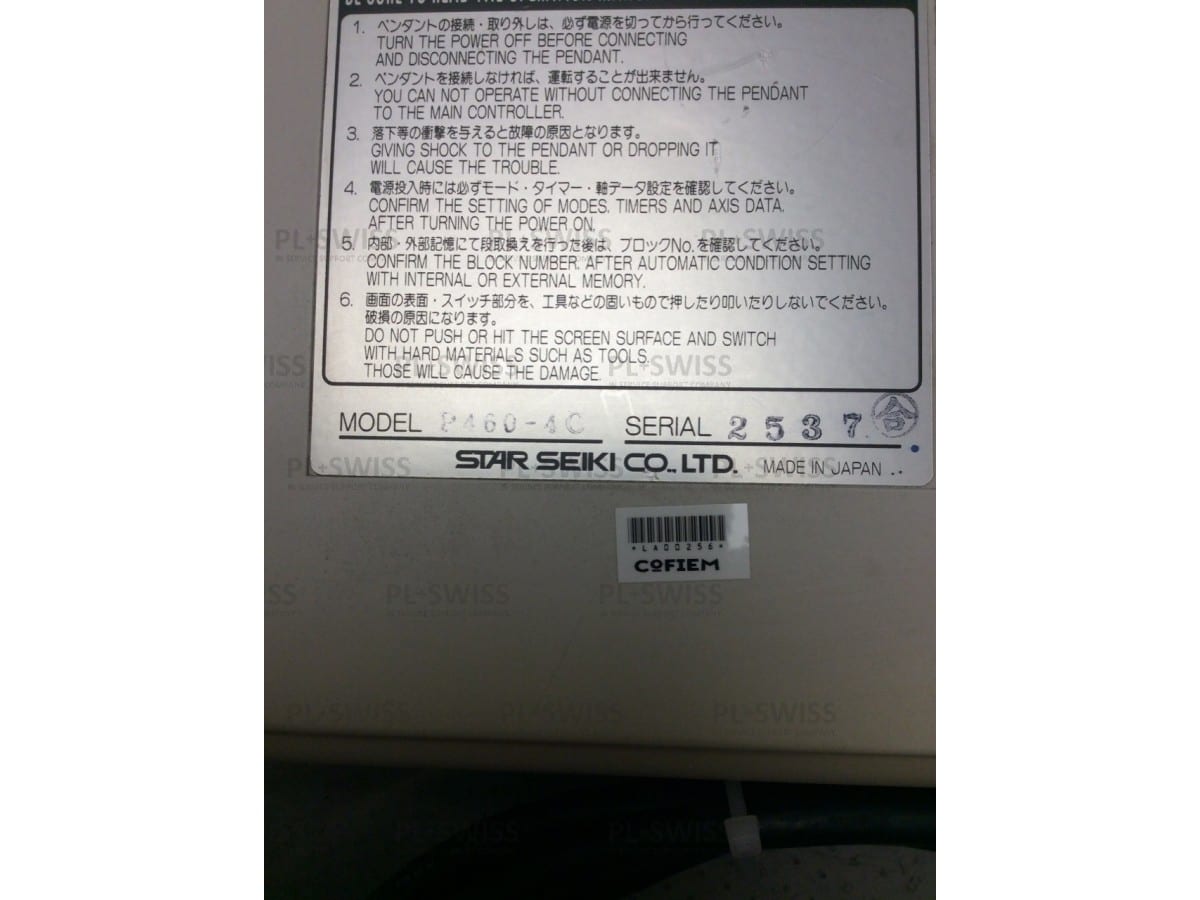 BE SURE TO READ THE OPERATION
1. ペンダントの接続・取り外しは、必ず電源を切ってから行ってください。
TURN THE POWER OFF BEFORE CONNECTING
AND DISCONNECTING THE PENDANT.
2. ペンダントを接続しなければ、運転することが出来ません。
YOU CAN NOT OPERATE WITHOUT CONNECTING THE PENDANT
TO THE MAIN CONTROLLER.
3. 落下等の衝撃を与えると故障の原因となります。
GIVING SHOCK TO THE PENDANT OR DROPPING IT
WILL CAUSE THE TROUBLE.
4. 電源投入時には必ずモード・タイマー・軸データ設定を確認してください。
CONFIRM THE SETTING OF MODES, TIMERS AND AXIS DATA,
AFTER TURNING THE POWER ON.
5. 内部・外部記憶にて段取換えを行った後は、ブロックNo.を確認してください。
CONFIRM THE BLOCK NUMBER, AFTER AUTOMATIC CONDITION SETTING
WITH INTERNAL OR EXTERNAL MEMORY.
6. 画面の表面・スイッチ部分を、工具などの固いもので押したり叩いたりしないでください。
破損の原因になります。
DO NOT PUSH OR HIT THE SCREEN SURFACE AND SWITCH
WITH HARD MATERIALS SUCH AS TOOLS.
THOSE WILL CAUSE THE DAMAGE.
MODEL P460-4C SERIAL 2537 合
STAR SEIKI CO., LTD. MADE IN JAPAN
*LA00256*
COFIEM
PL+SWISS
IN SERVICE SUPPORT COMPANY